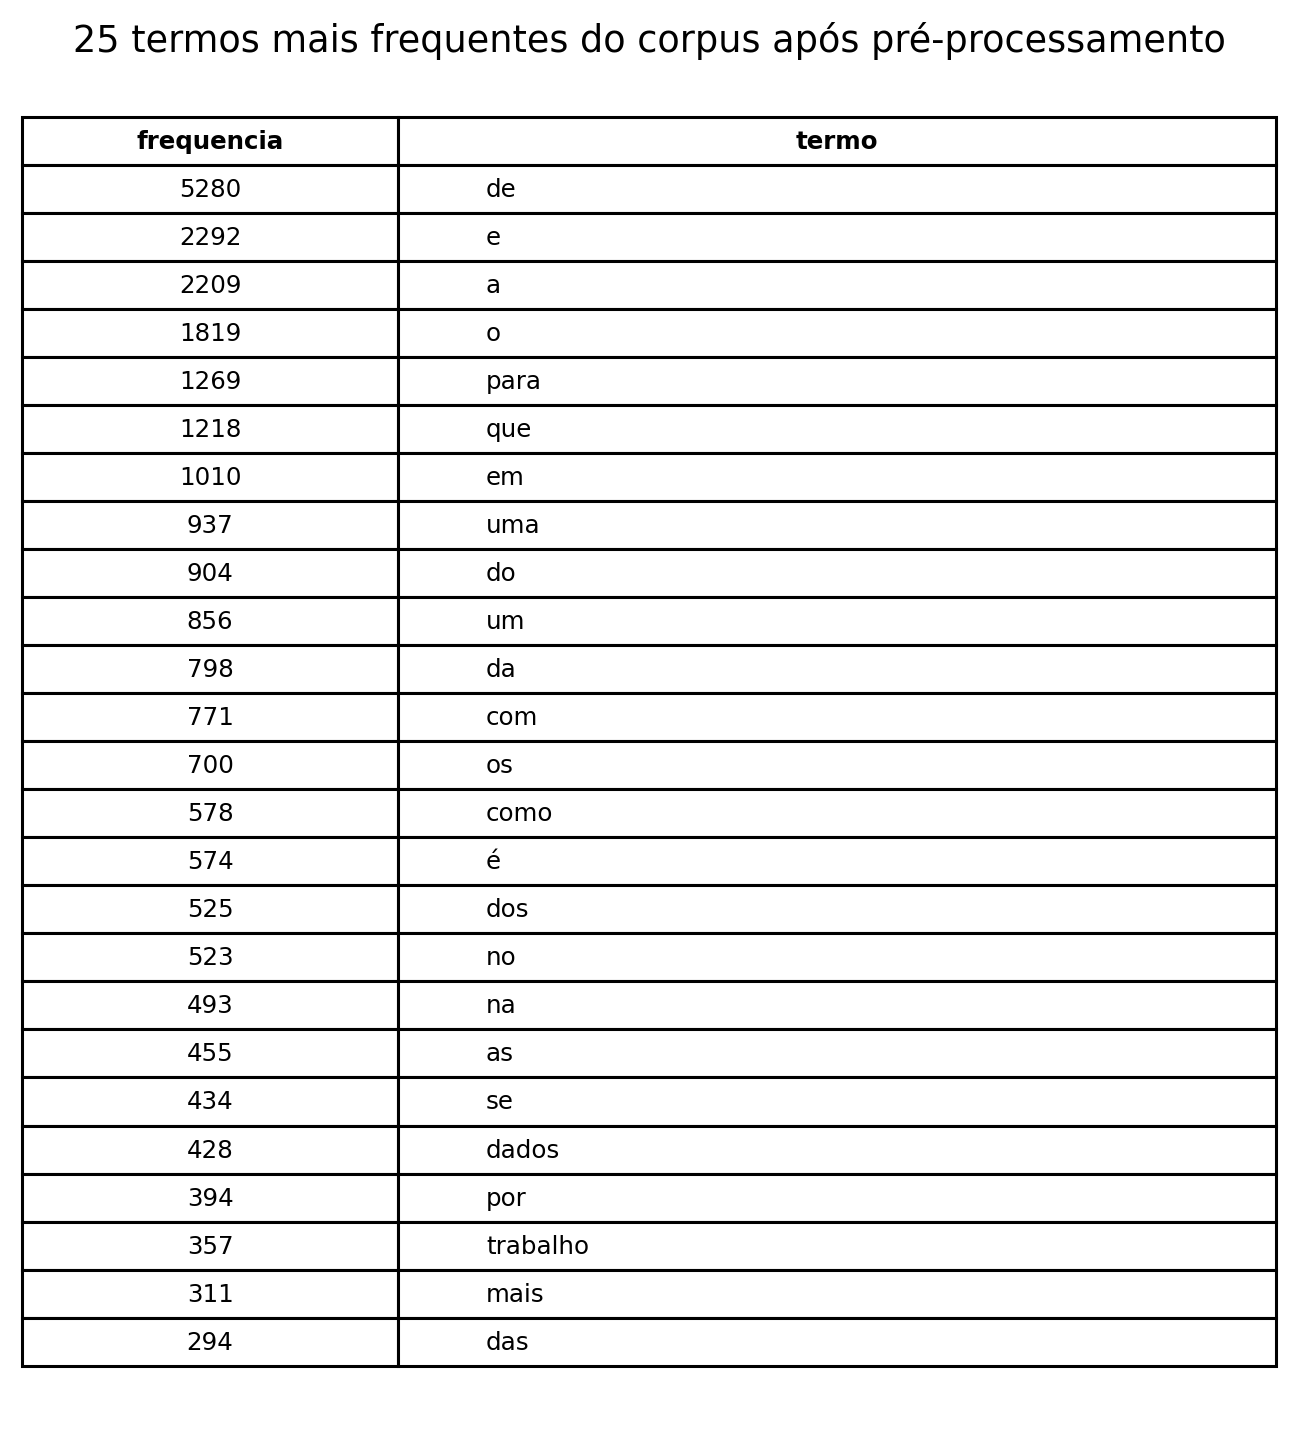 25 termos mais frequentes do corpus após pré-processamento
frequencia termo
5280 de
2292 e
2209 a
1819 o
1269 para
1218 que
1010 em
937 uma
904 do
856 um
798 da
771 com
700 os
578 como
574 é
525 dos
523 no
493 na
455 as
434 se
428 dados
394 por
357 trabalho
311 mais
294 das